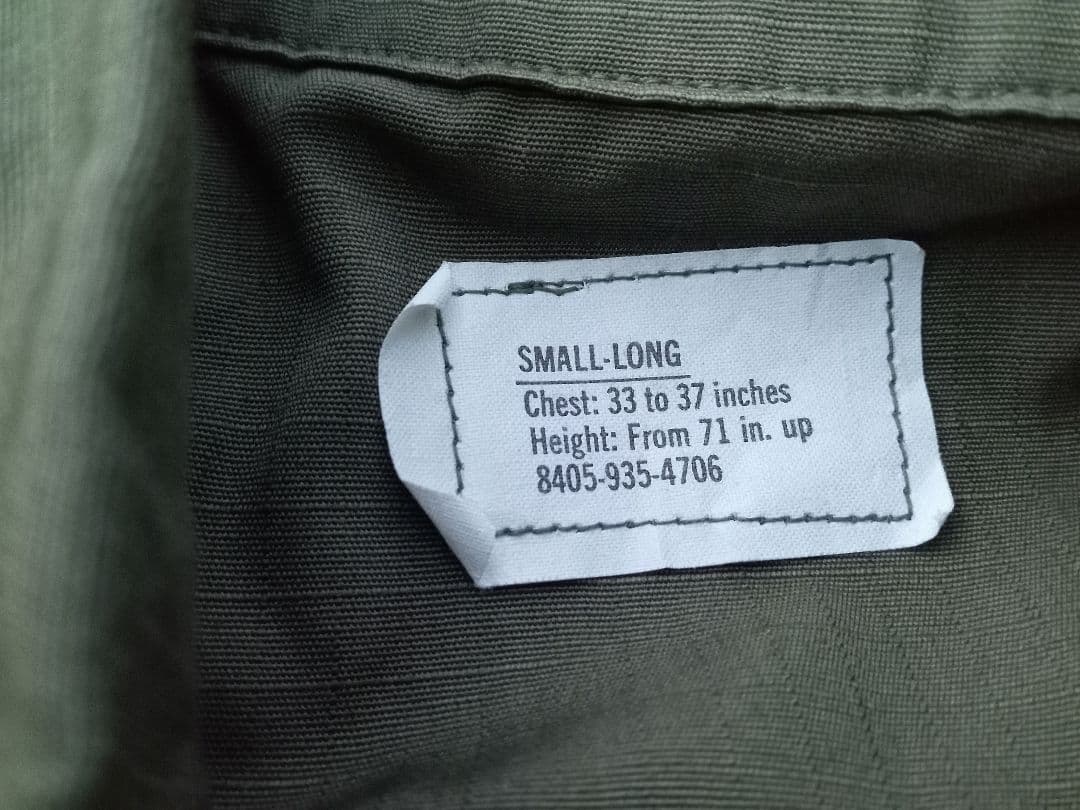 SMALL-LONG
Chest: 33 to 37 inches
Height: From 71 in. up
8405-935-4706